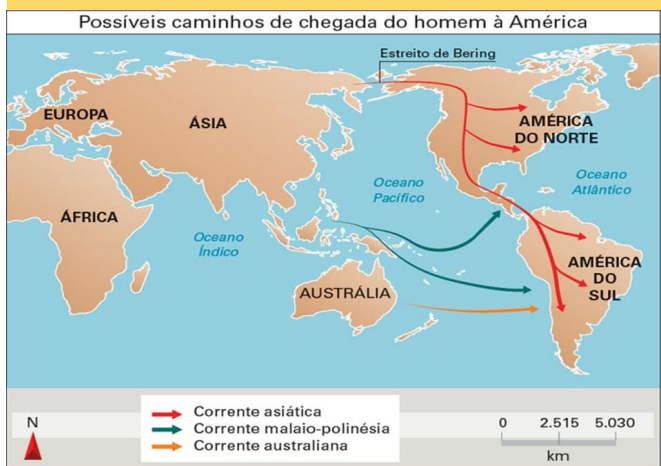 Possíveis caminhos de chegada do homem à América
Estreito de Bering
EUROPA
ÁSIA
AMÉRICA
DO NORTE
Oceano
Pacífico
Oceano
Atlântico
ÁFRICA
Oceano
Índico
AMÉRICA
DO
SUL
AUSTRÁLIA
N
Corrente asiática
Corrente malaio-polinésia
Corrente australiana
0 2.515 5.030
km